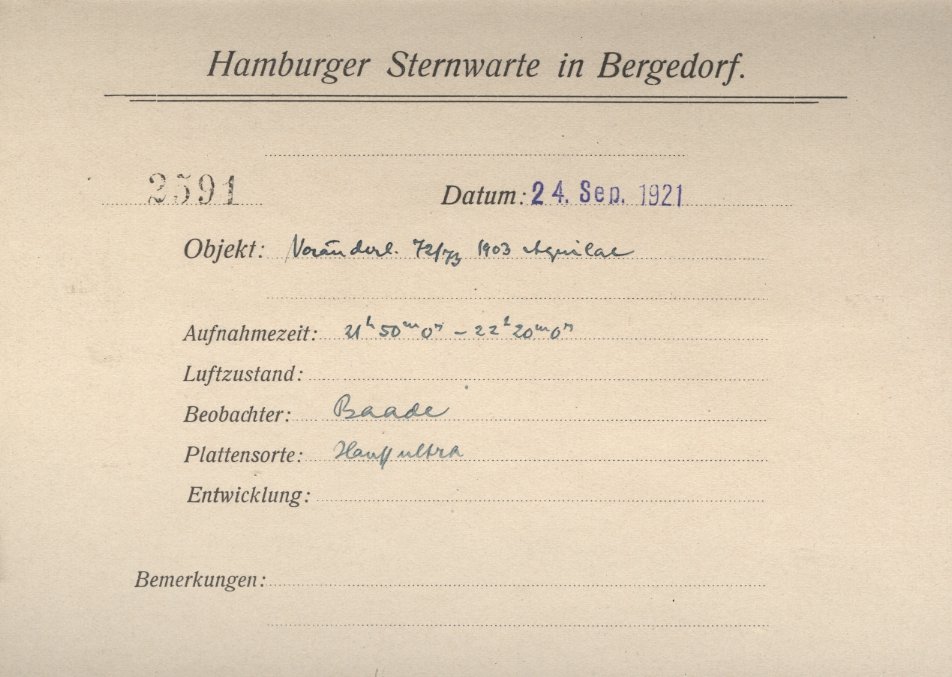 Hamburger Sternwarte in Bergedorf.
2591 Datum: 24. Sep. 1921
Objekt: Veränderl. 72/73 1903 Aquilae
Aufnahmezeit: 21ʰ 50ᵐ 0ˢ – 22ʰ 20ᵐ 0ˢ
Luftzustand:
Beobachter: Baade
Plattensorte: Hauff ultra
Entwicklung:
Bemerkungen: